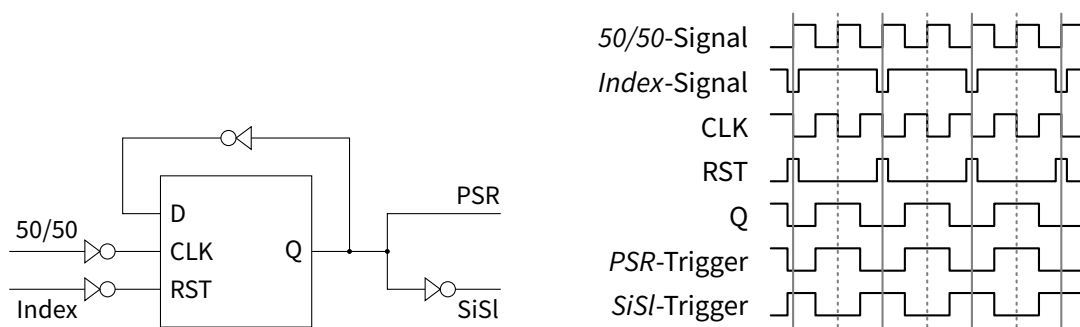 PSR
D
50/50
CLK
Q
RST
Index
SiSl
50/50-Signal
Index-Signal
CLK
RST
Q
PSR-Trigger
SiSl-Trigger